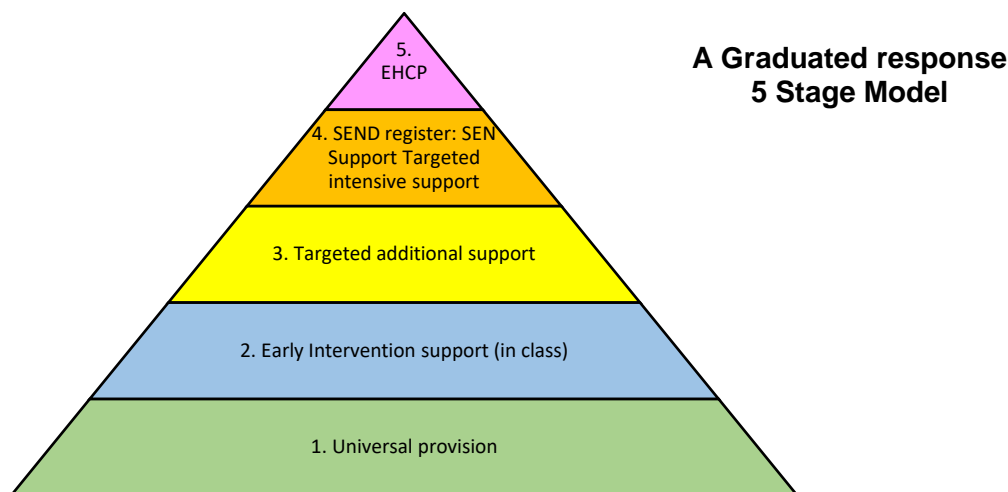 A Graduated response
5 Stage Model
5.
EHCP
4. SEND register: SEN
Support Targeted
intensive support
3. Targeted additional support
2. Early Intervention support (in class)
1. Universal provision